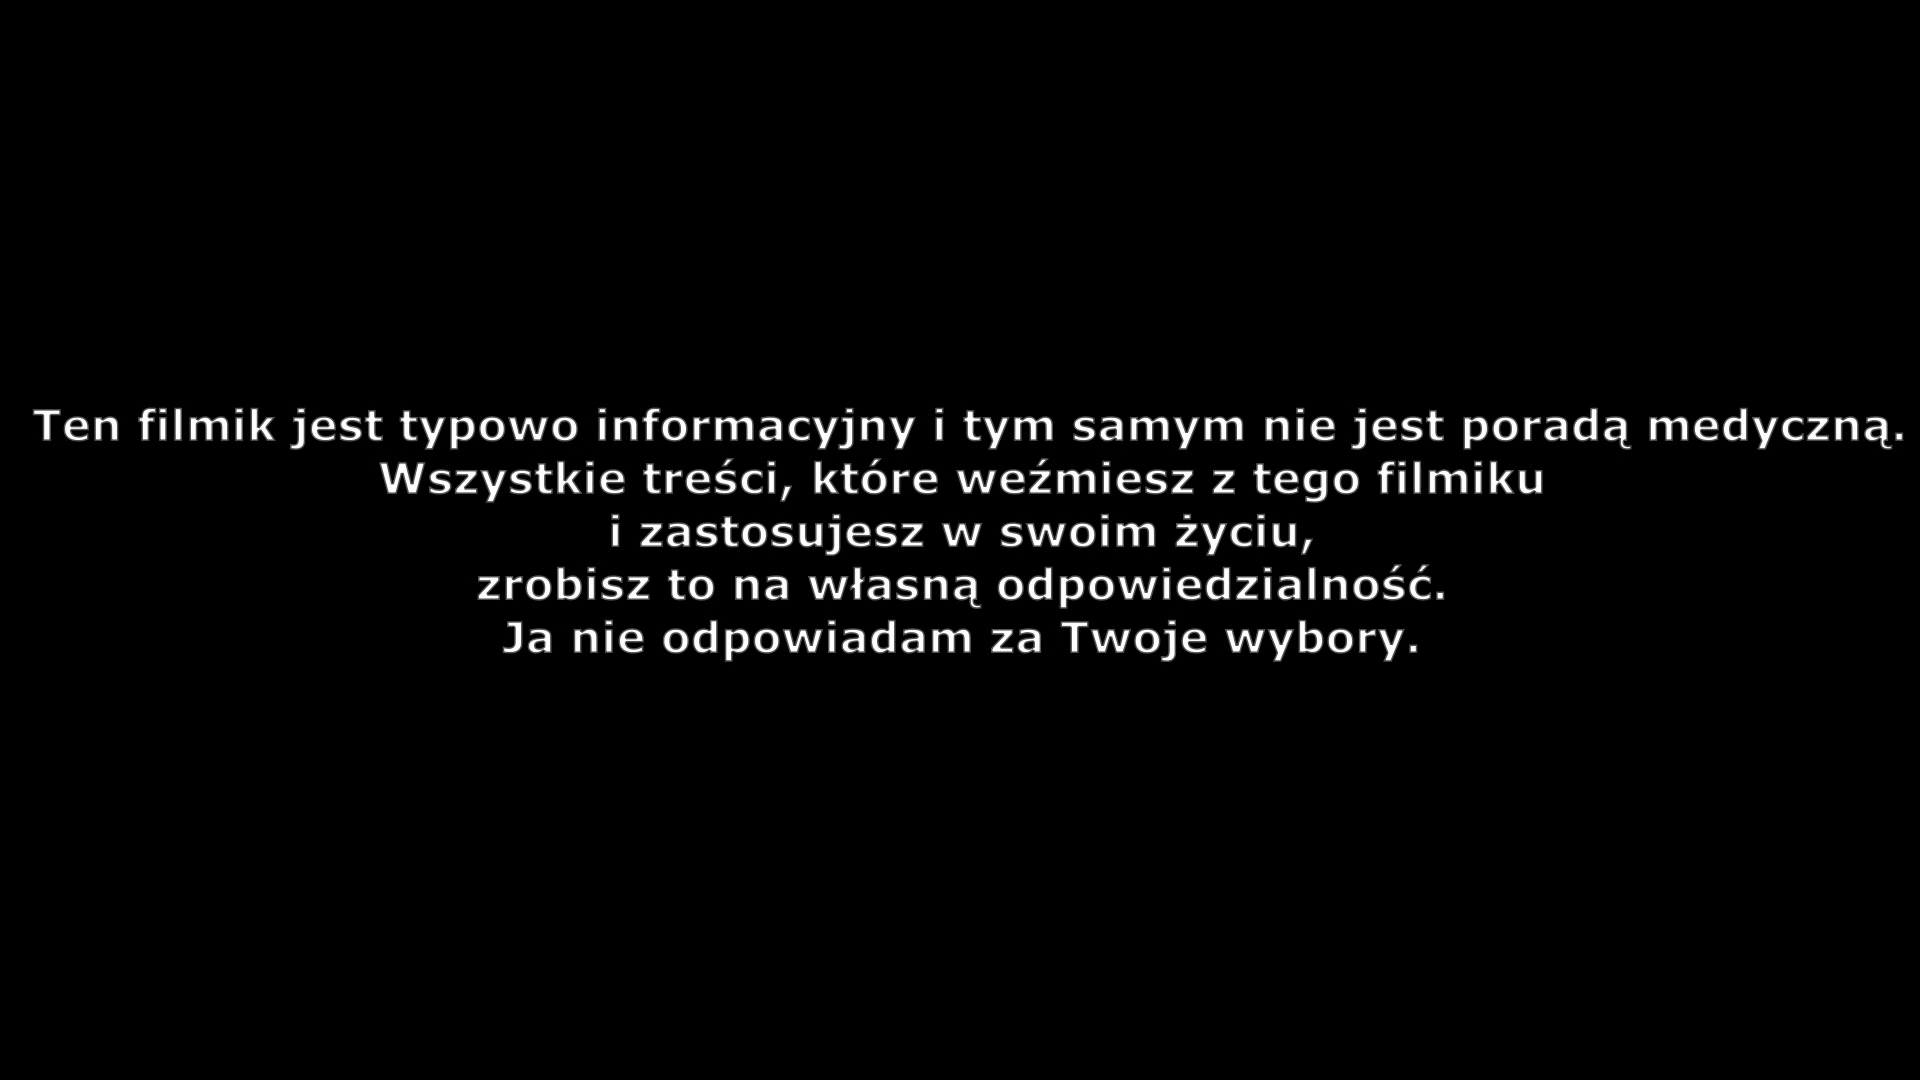 Ten filmik jest typowo informacyjny i tym samym nie jest poradą medyczną.
Wszystkie treści, które weźmiesz z tego filmiku
i zastosujesz w swoim życiu,
zrobisz to na własną odpowiedzialność.
Ja nie odpowiadam za Twoje wybory.